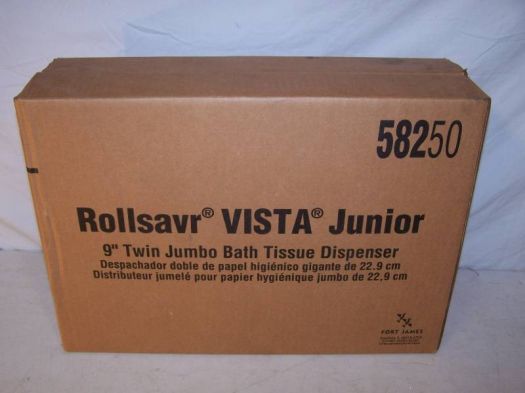 58250
Rollsavr® VISTA® Junior
9" Twin Jumbo Bath Tissue Dispenser
Despachador doble de papel higiénico gigante de 22.9 cm
Distributeur jumelé pour papier hygiénique jumbo de 22,9 cm
FORT JAMES